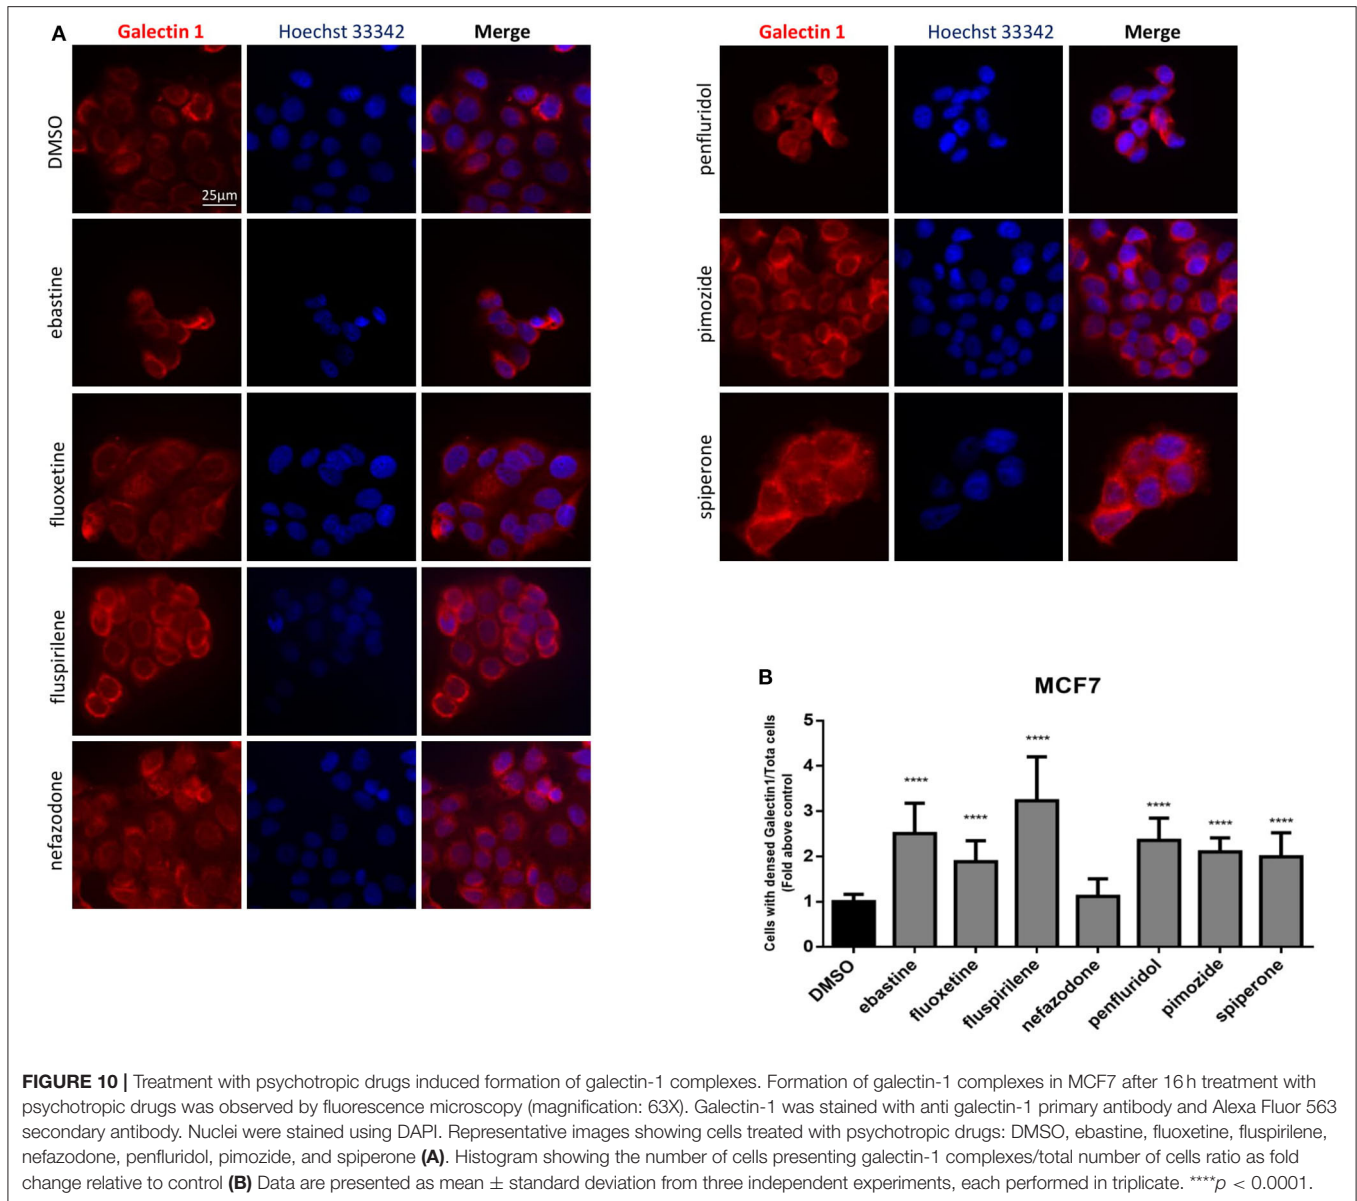 A
Galectin 1 Hoechst 33342 Merge
DMSO
25µm
ebastine
fluoxetine
fluspirilene
nefazodone
Galectin 1 Hoechst 33342 Merge
penfluridol
pimozide
spiperone
B
MCF7
Cells with densed Galectin1/Tota cells
(Fold above control
5
4
3
2
1
0
****
****
****
****
****
****
DMSO
ebastine
fluoxetine
fluspirilene
nefazodone
penfluridol
pimozide
spiperone
FIGURE 10 | Treatment with psychotropic drugs induced formation of galectin-1 complexes. Formation of galectin-1 complexes in MCF7 after 16 h treatment with
psychotropic drugs was observed by fluorescence microscopy (magnification: 63X). Galectin-1 was stained with anti galectin-1 primary antibody and Alexa Fluor 563
secondary antibody. Nuclei were stained using DAPI. Representative images showing cells treated with psychotropic drugs: DMSO, ebastine, fluoxetine, fluspirilene,
nefazodone, penfluridol, pimozide, and spiperone (A). Histogram showing the number of cells presenting galectin-1 complexes/total number of cells ratio as fold
change relative to control (B) Data are presented as mean ± standard deviation from three independent experiments, each performed in triplicate. ****p < 0.0001.